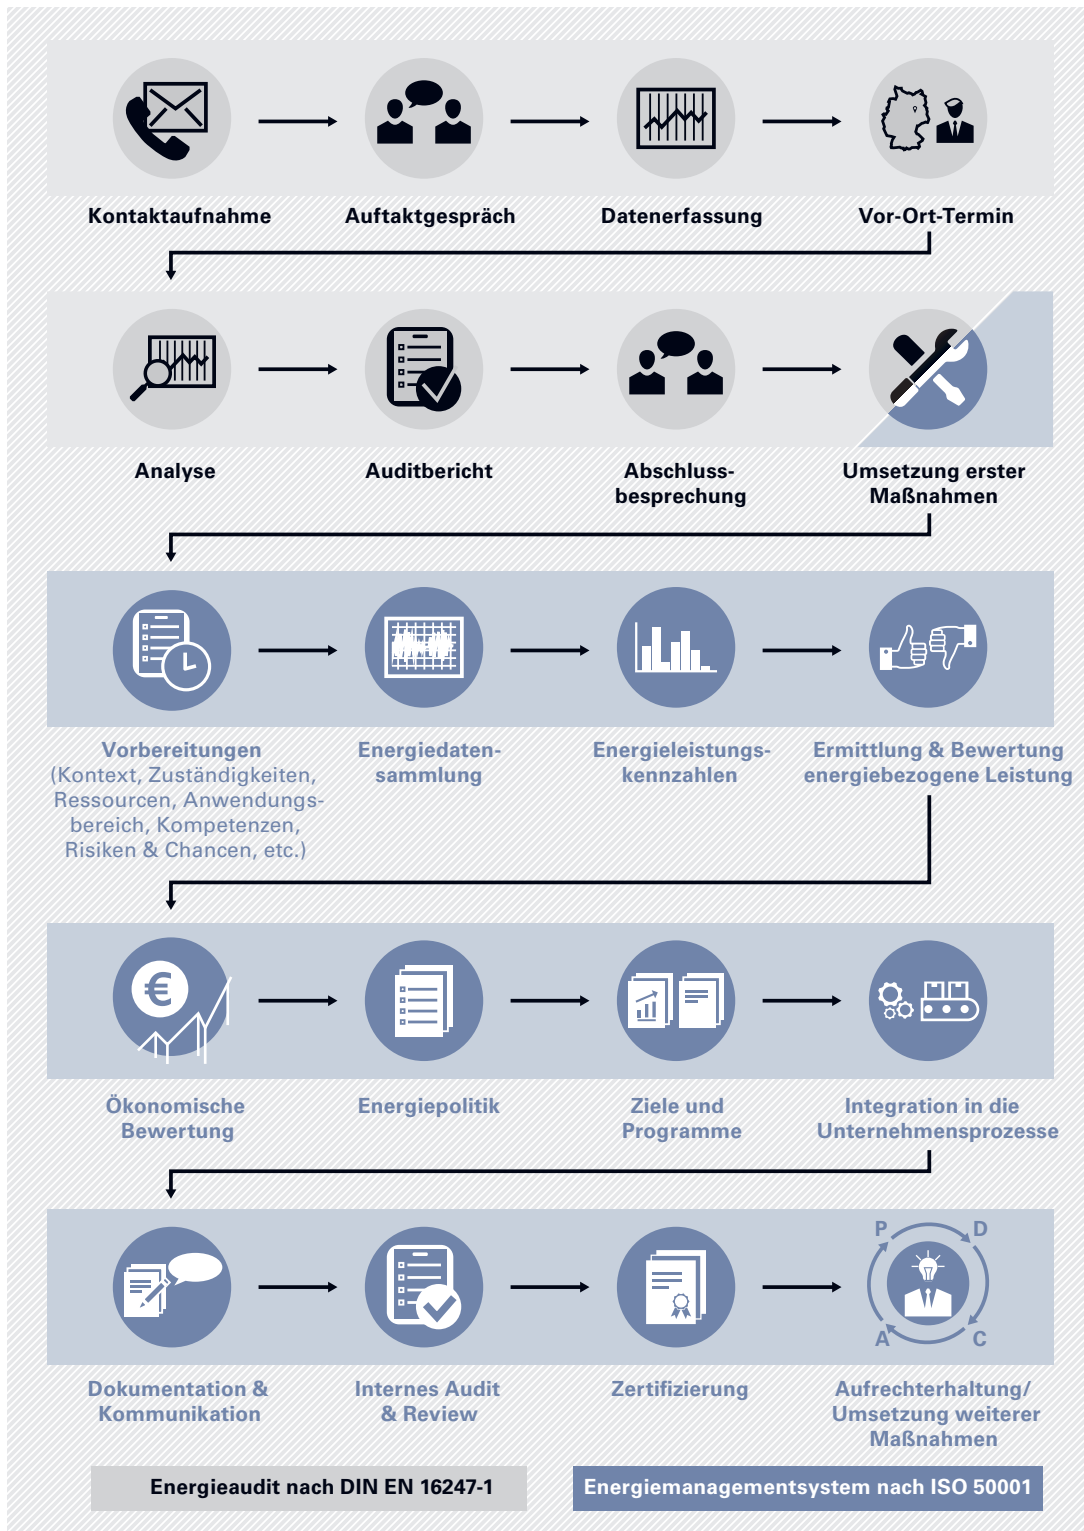 Kontaktaufnahme
Auftaktgespräch
Datenerfassung
Vor-Ort-Termin
Analyse
Auditbericht
Abschluss-
besprechung
Umsetzung erster
Maßnahmen
Vorbereitungen
(Kontext, Zuständigkeiten,
Ressourcen, Anwendungs-
bereich, Kompetenzen,
Risiken & Chancen, etc.)
Energiedaten-
sammlung
Energieleistungs-
kennzahlen
Ermittlung & Bewertung
energiebezogene Leistung
€
Ökonomische
Bewertung
Energiepolitik
Ziele und
Programme
Integration in die
Unternehmensprozesse
P
D
A
C
Dokumentation &
Kommunikation
Internes Audit
& Review
Zertifizierung
Aufrechterhaltung/
Umsetzung weiterer
Maßnahmen
Energieaudit nach DIN EN 16247-1
Energiemanagementsystem nach ISO 50001